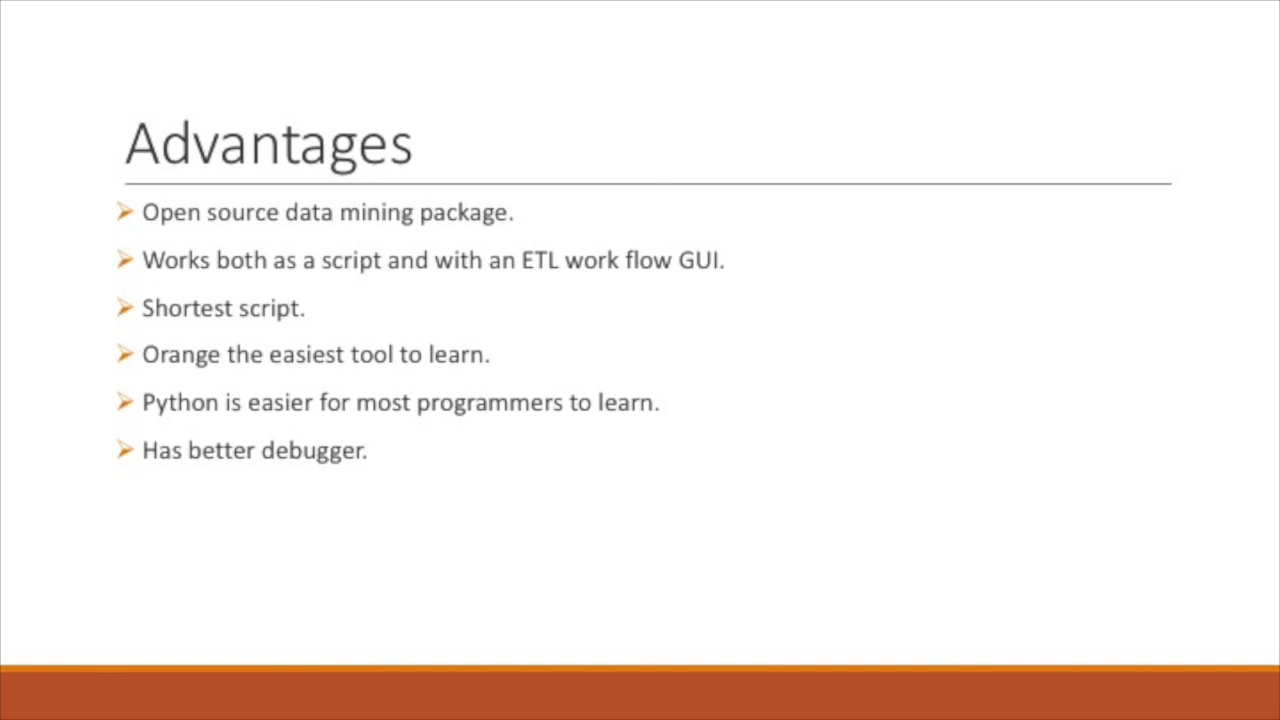 Advantages
Open source data mining package.
Works both as a script and with an ETL work flow GUI.
Shortest script.
Orange the easiest tool to learn.
Python is easier for most programmers to learn.
Has better debugger.